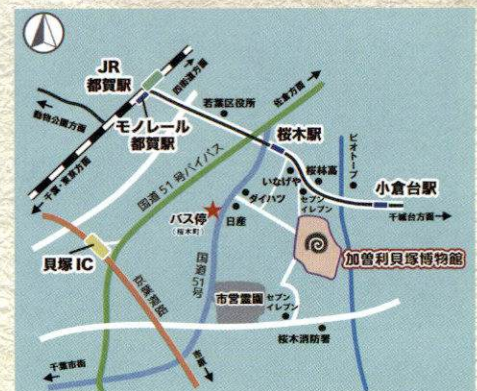 JR
都賀駅
四街道方面
動物公園方面
モノレール
都賀駅
若葉区役所
佐倉方面
桜木駅
ビオトープ
千葉・東京方面
国道51号バイパス
いなげや
桜林高
小倉台駅
ダイハツ
セブン
イレブン
千城台方面
バス停
(桜木町)
日産
加曽利貝塚博物館
貝塚IC
国道51号
京葉道路
市営霊園
セブン
イレブン
桜木消防署
千葉市街
市原